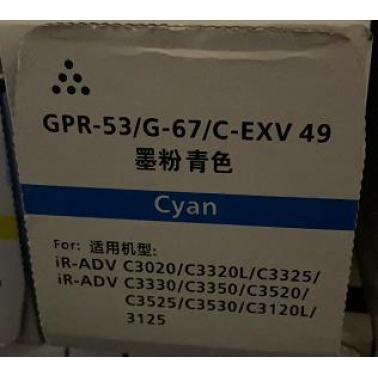 GPR-53/G-67/C-EXV 49
墨粉青色
Cyan
For: 适用机型:
iR-ADV C3020/C3320L/C3325/
iR-ADV C3330/C3350/C3520/
C3525/C3530/C3120L/
3125